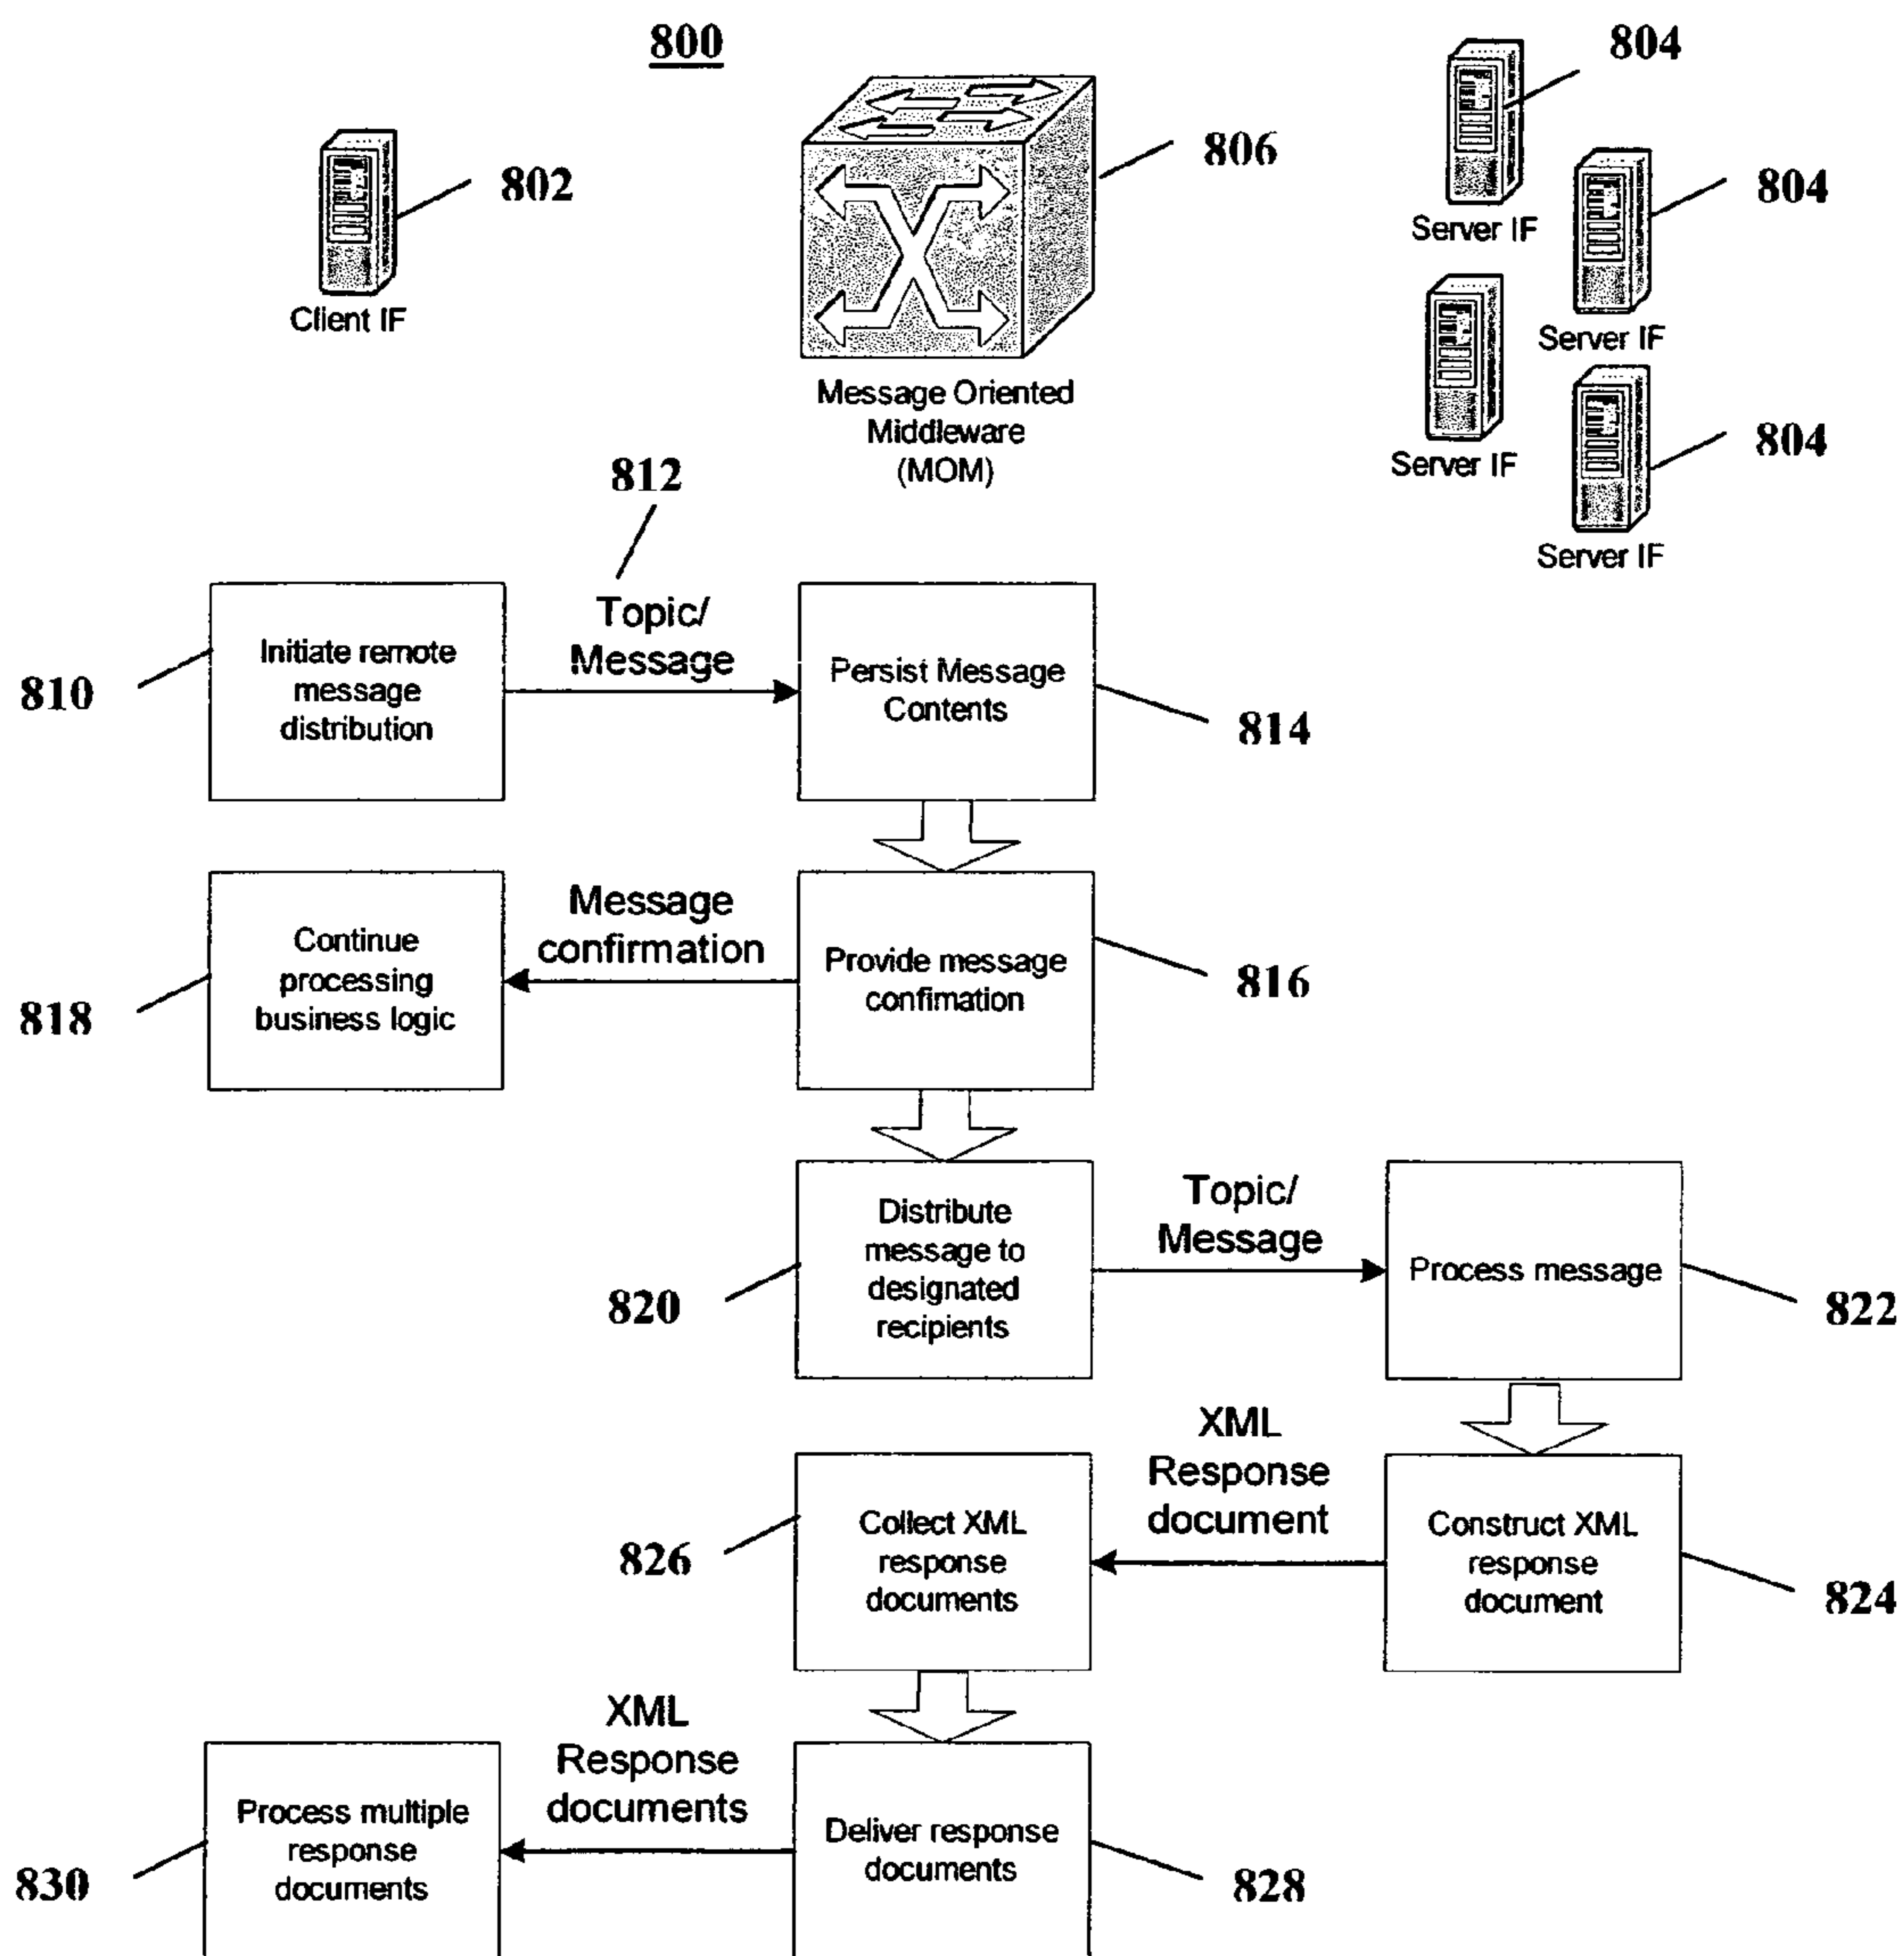 800
804
806
802
804
Server IF
Client IF
Server IF
Message Oriented
Middleware
(MOM)
804
Server IF
812
Server IF
Topic/
Message
Initiate remote
message
distribution
Persist Message
Contents
810
814
Message
confirmation
Continue
processing
business logic
Provide message
confimation
816
818
Topic/
Message
Distribute
message to
designated
recipients
Process message
820
822
XML
Response
document
Collect XML
response
documents
Construct XML
response
document
826
824
XML
Response
documents
Process multiple
response
documents
Deliver response
documents
830
828